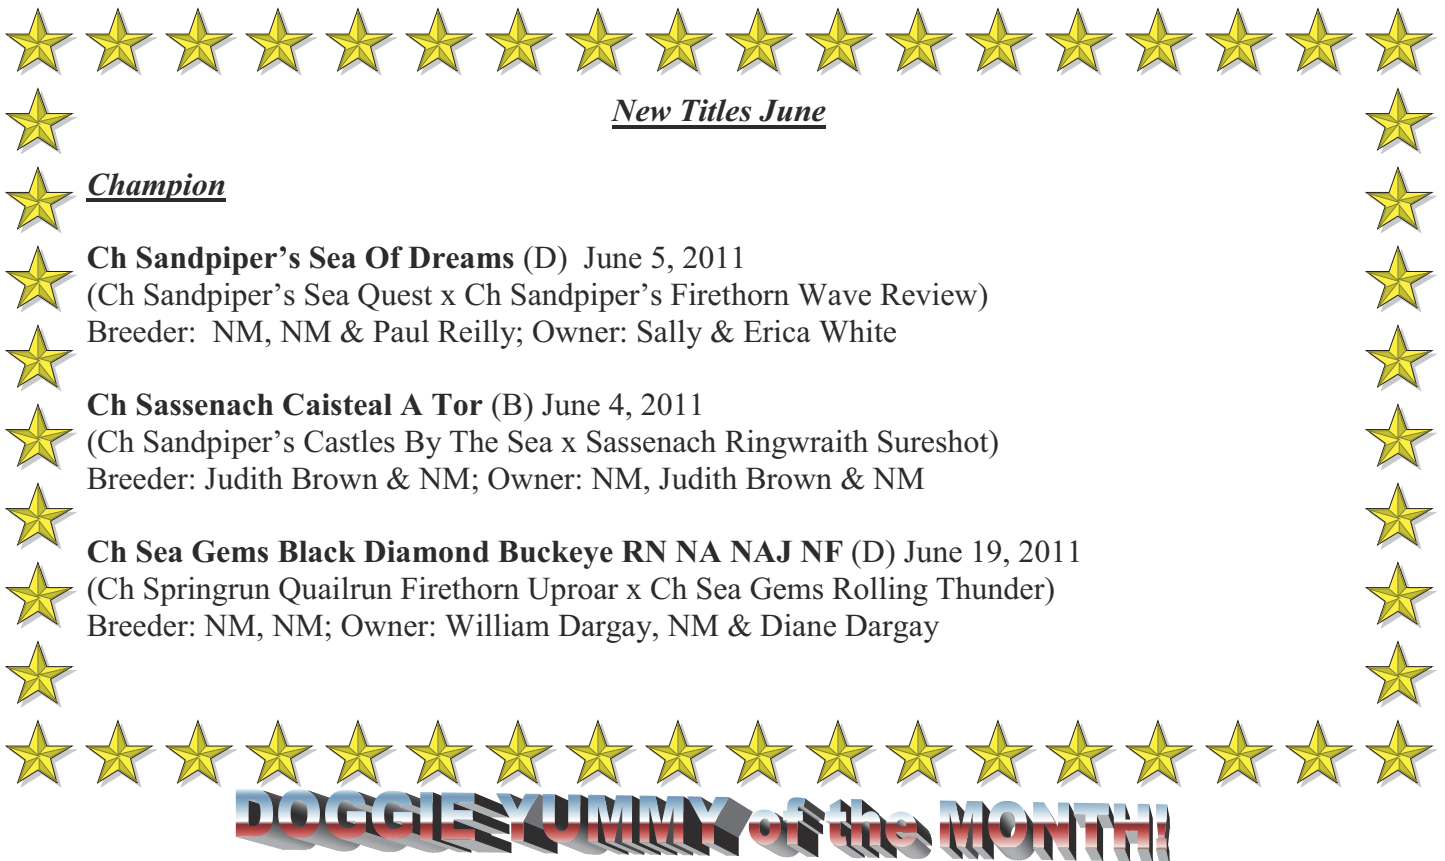 New Titles June
Champion
Ch Sandpiper’s Sea Of Dreams (D)  June 5, 2011
(Ch Sandpiper’s Sea Quest x Ch Sandpiper’s Firethorn Wave Review)
Breeder:  NM, NM & Paul Reilly; Owner: Sally & Erica White
Ch Sassenach Caisteal A Tor (B) June 4, 2011
(Ch Sandpiper’s Castles By The Sea x Sassenach Ringwraith Sureshot)
Breeder: Judith Brown & NM; Owner: NM, Judith Brown & NM
Ch Sea Gems Black Diamond Buckeye RN NA NAJ NF (D) June 19, 2011
(Ch Springrun Quailrun Firethorn Uproar x Ch Sea Gems Rolling Thunder)
Breeder: NM, NM; Owner: William Dargay, NM & Diane Dargay
DOGGIE YUMMY of the MONTH!